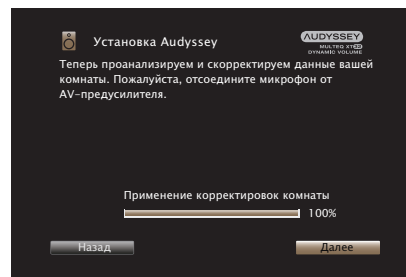 Установка Audyssey
AUDYSSEY
MULTEQ XT32
DYNAMIC VOLUME
Теперь проанализируем и скорректируем данные вашей
комнаты. Пожалуйста, отсоедините микрофон от
AV-предусилителя.
Применение корректировок комнаты
100%
Назад
Далее